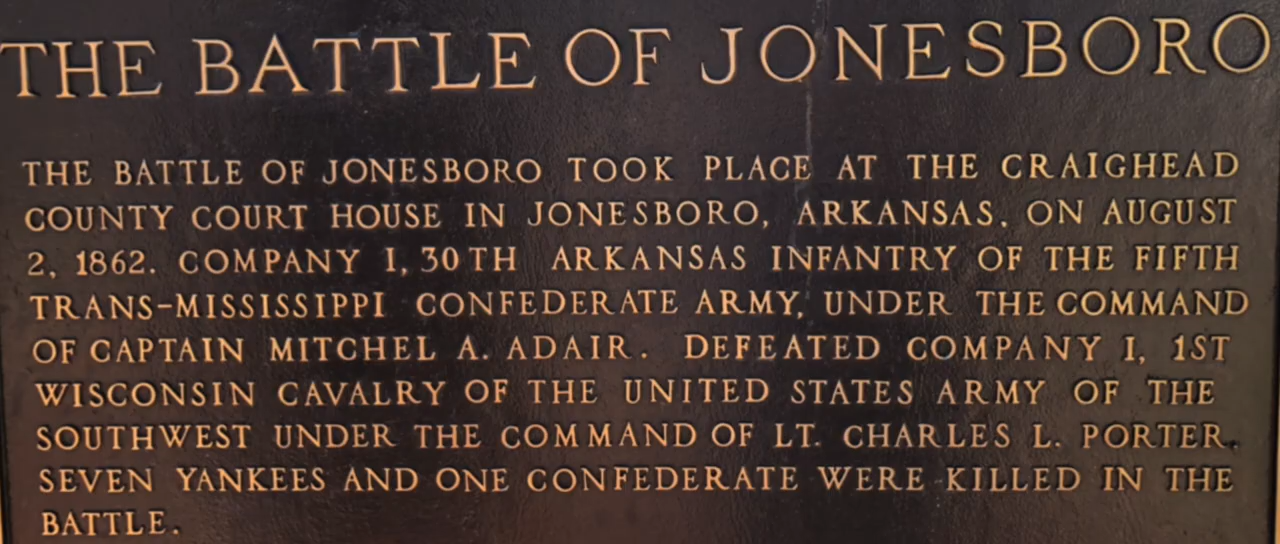 THE BATTLE OF JONESBORO
THE BATTLE OF JONESBORO TOOK PLACE AT THE CRAIGHEAD
COUNTY COURT HOUSE IN JONESBORO, ARKANSAS, ON AUGUST
2, 1862. COMPANY I, 30TH ARKANSAS INFANTRY OF THE FIFTH
TRANS-MISSISSIPPI CONFEDERATE ARMY, UNDER THE COMMAND
OF CAPTAIN MITCHEL A. ADAIR. DEFEATED COMPANY I, 1ST
WISCONSIN CAVALRY OF THE UNITED STATES ARMY OF THE
SOUTHWEST UNDER THE COMMAND OF LT. CHARLES L. PORTER.
SEVEN YANKEES AND ONE CONFEDERATE WERE KILLED IN THE
BATTLE.